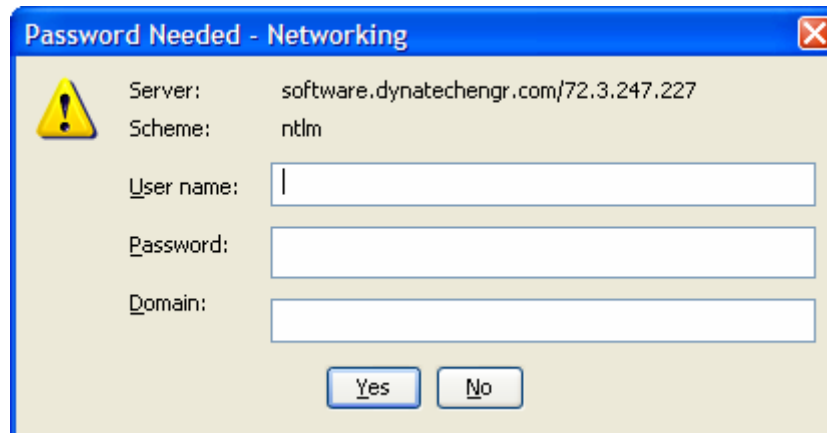 Password Needed - Networking
Server: software.dynatechengr.com/72.3.247.227
Scheme: ntlm
User name:
Password:
Domain:
Yes No